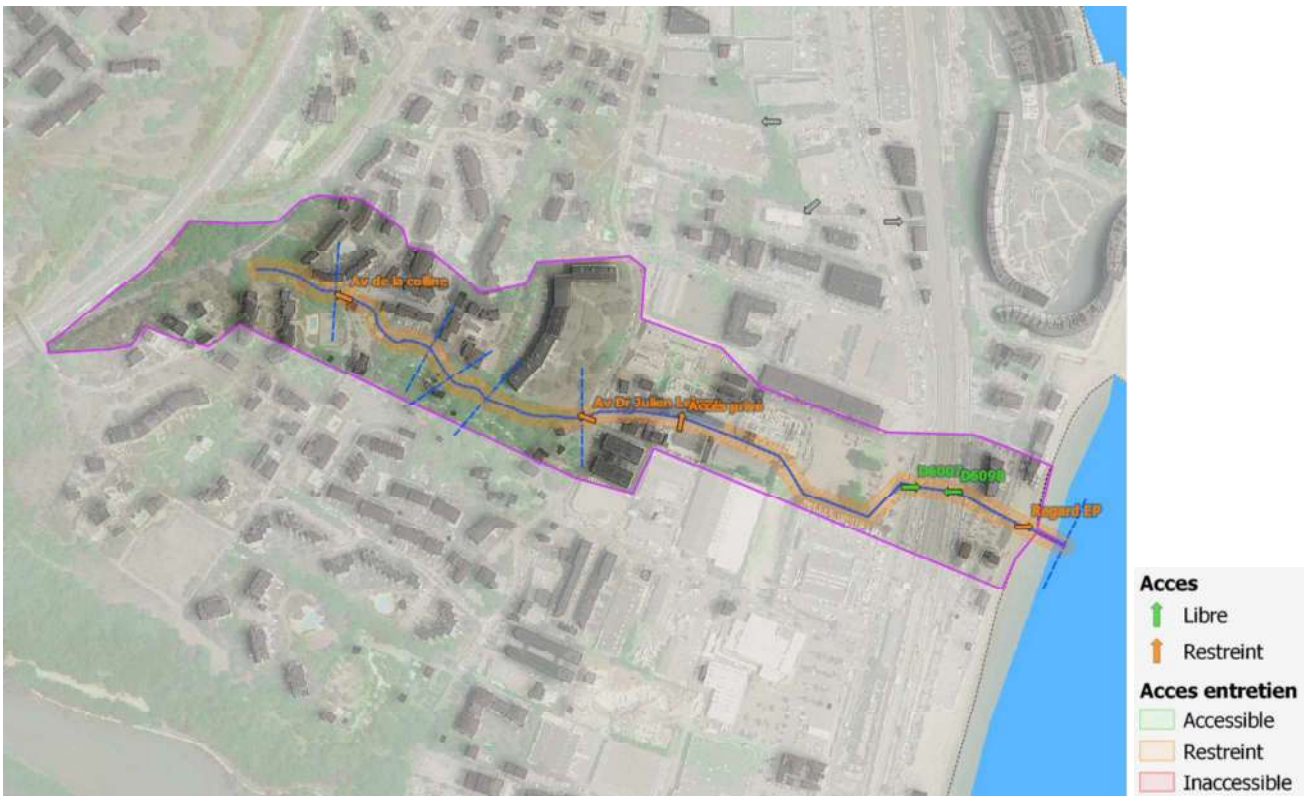 Av de la colline
Av Dr Julien
Accès privé
D6007
D6098
Regard EP
Acces
Libre
Restreint
Acces entretien
Accessible
Restreint
Inaccessible